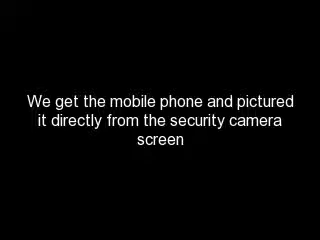 We get the mobile phone and pictured
it directly from the security camera
screen